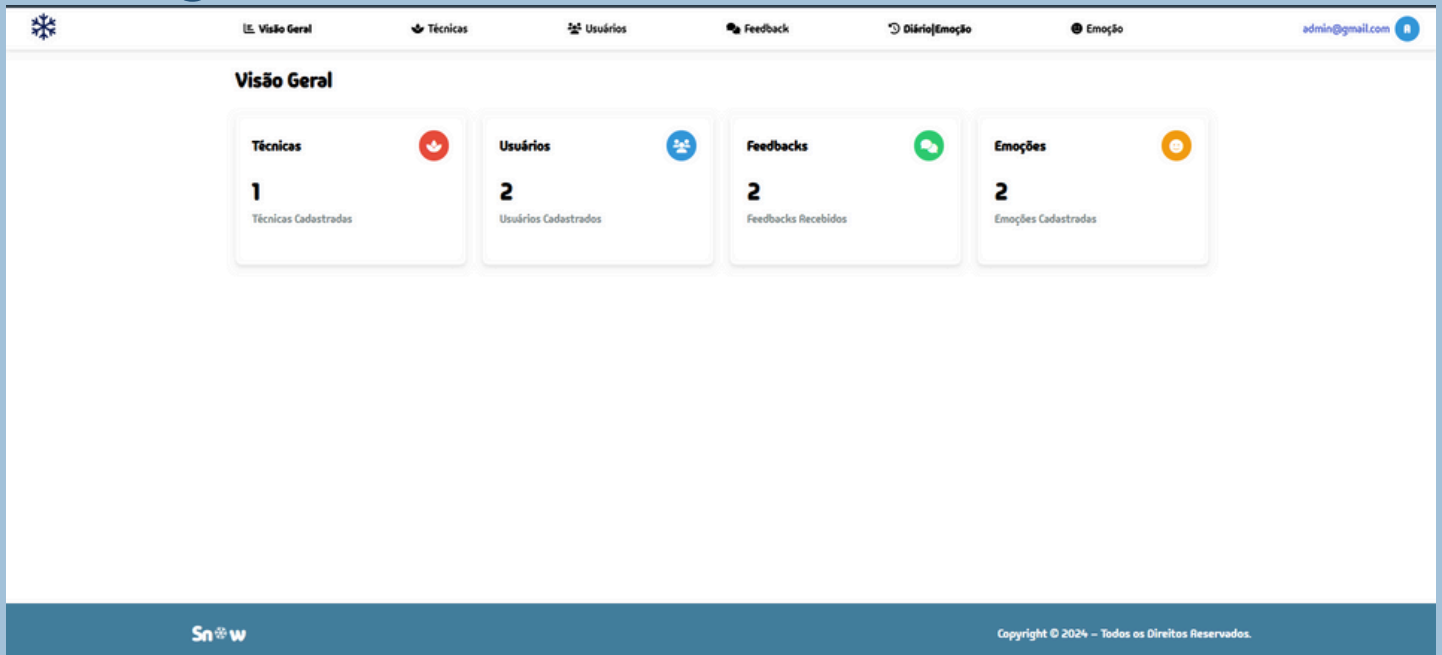 Visão Geral
Técnicas
Usuários
Feedback
Diário|Emoção
Emoção
admin@gmail.com
A
Visão Geral
Técnicas
1
Técnicas Cadastradas
Usuários
2
Usuários Cadastrados
Feedbacks
2
Feedbacks Recebidos
Emoções
2
Emoções Cadastradas
Snow
Copyright © 2024 – Todos os Direitos Reservados.